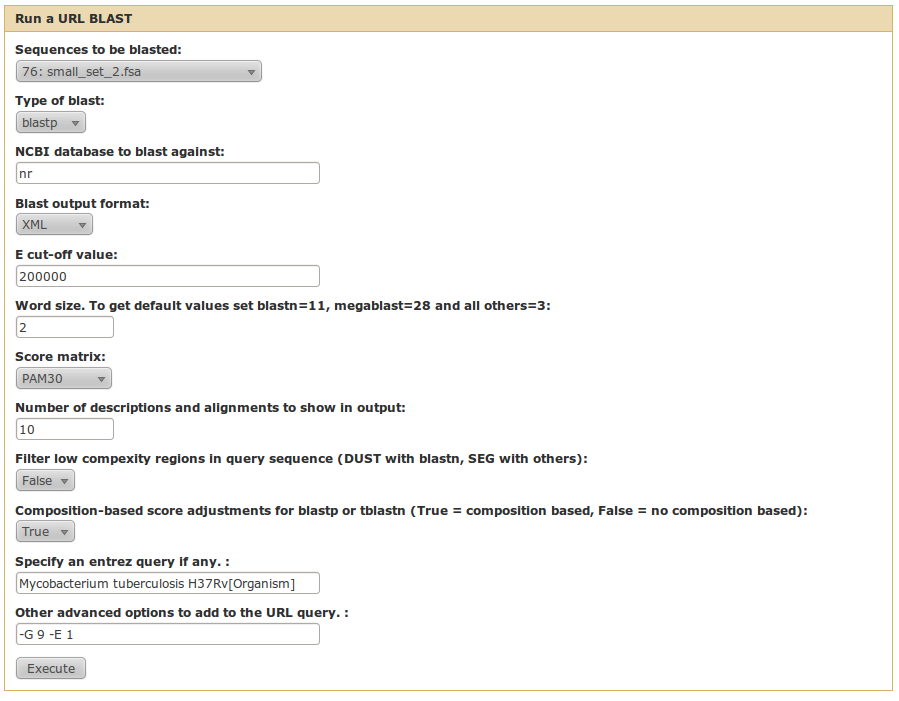 Run a URL BLAST
Sequences to be blasted:
76: small_set_2.fsa
Type of blast:
blastp
NCBI database to blast against:
nr
Blast output format:
XML
E cut-off value:
200000
Word size. To get default values set blastn=11, megablast=28 and all others=3:
2
Score matrix:
PAM30
Number of descriptions and alignments to show in output:
10
Filter low compexity regions in query sequence (DUST with blastn, SEG with others):
False
Composition-based score adjustments for blastp or tblastn (True = composition based, False = no composition based):
True
Specify an entrez query if any. :
Mycobacterium tuberculosis H37Rv[Organism]
Other advanced options to add to the URL query. :
-G 9 -E 1
Execute